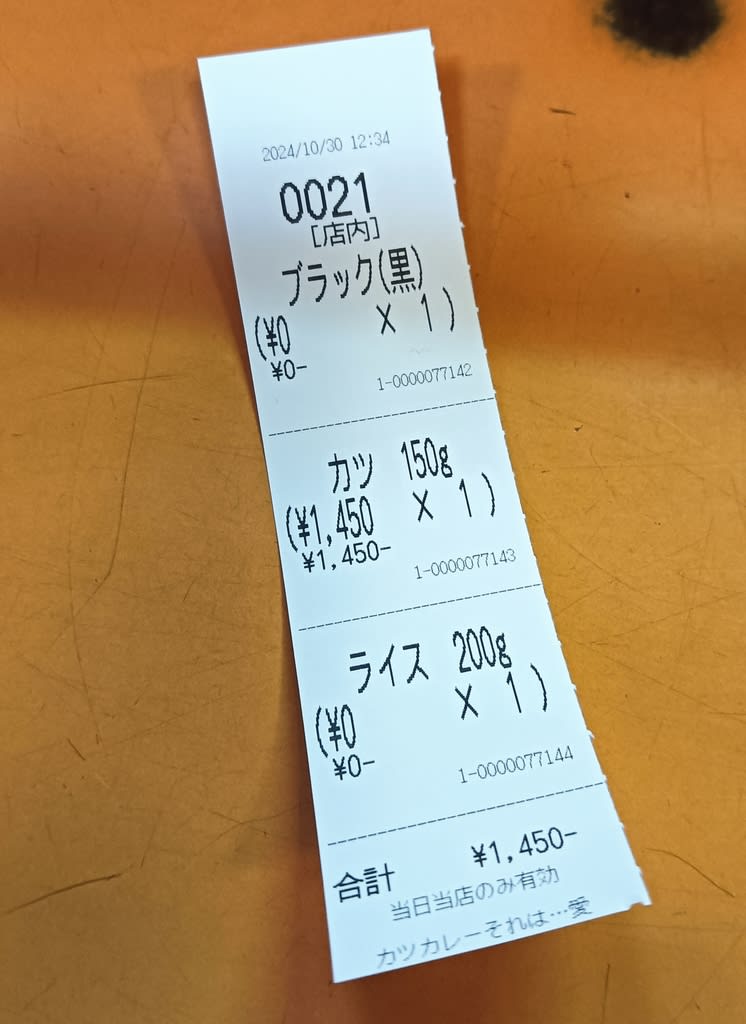 2024/10/30 12:34
0021
[店内]
ブラック(黒)
(¥0 X 1)
¥0-
1-0000077142
カツ 150g
(¥1,450 X 1)
¥1,450-
1-0000077143
ライス 200g
(¥0 X 1)
¥0-
1-0000077144
合計 ¥1,450-
当日当店のみ有効
カツカレーそれは…愛